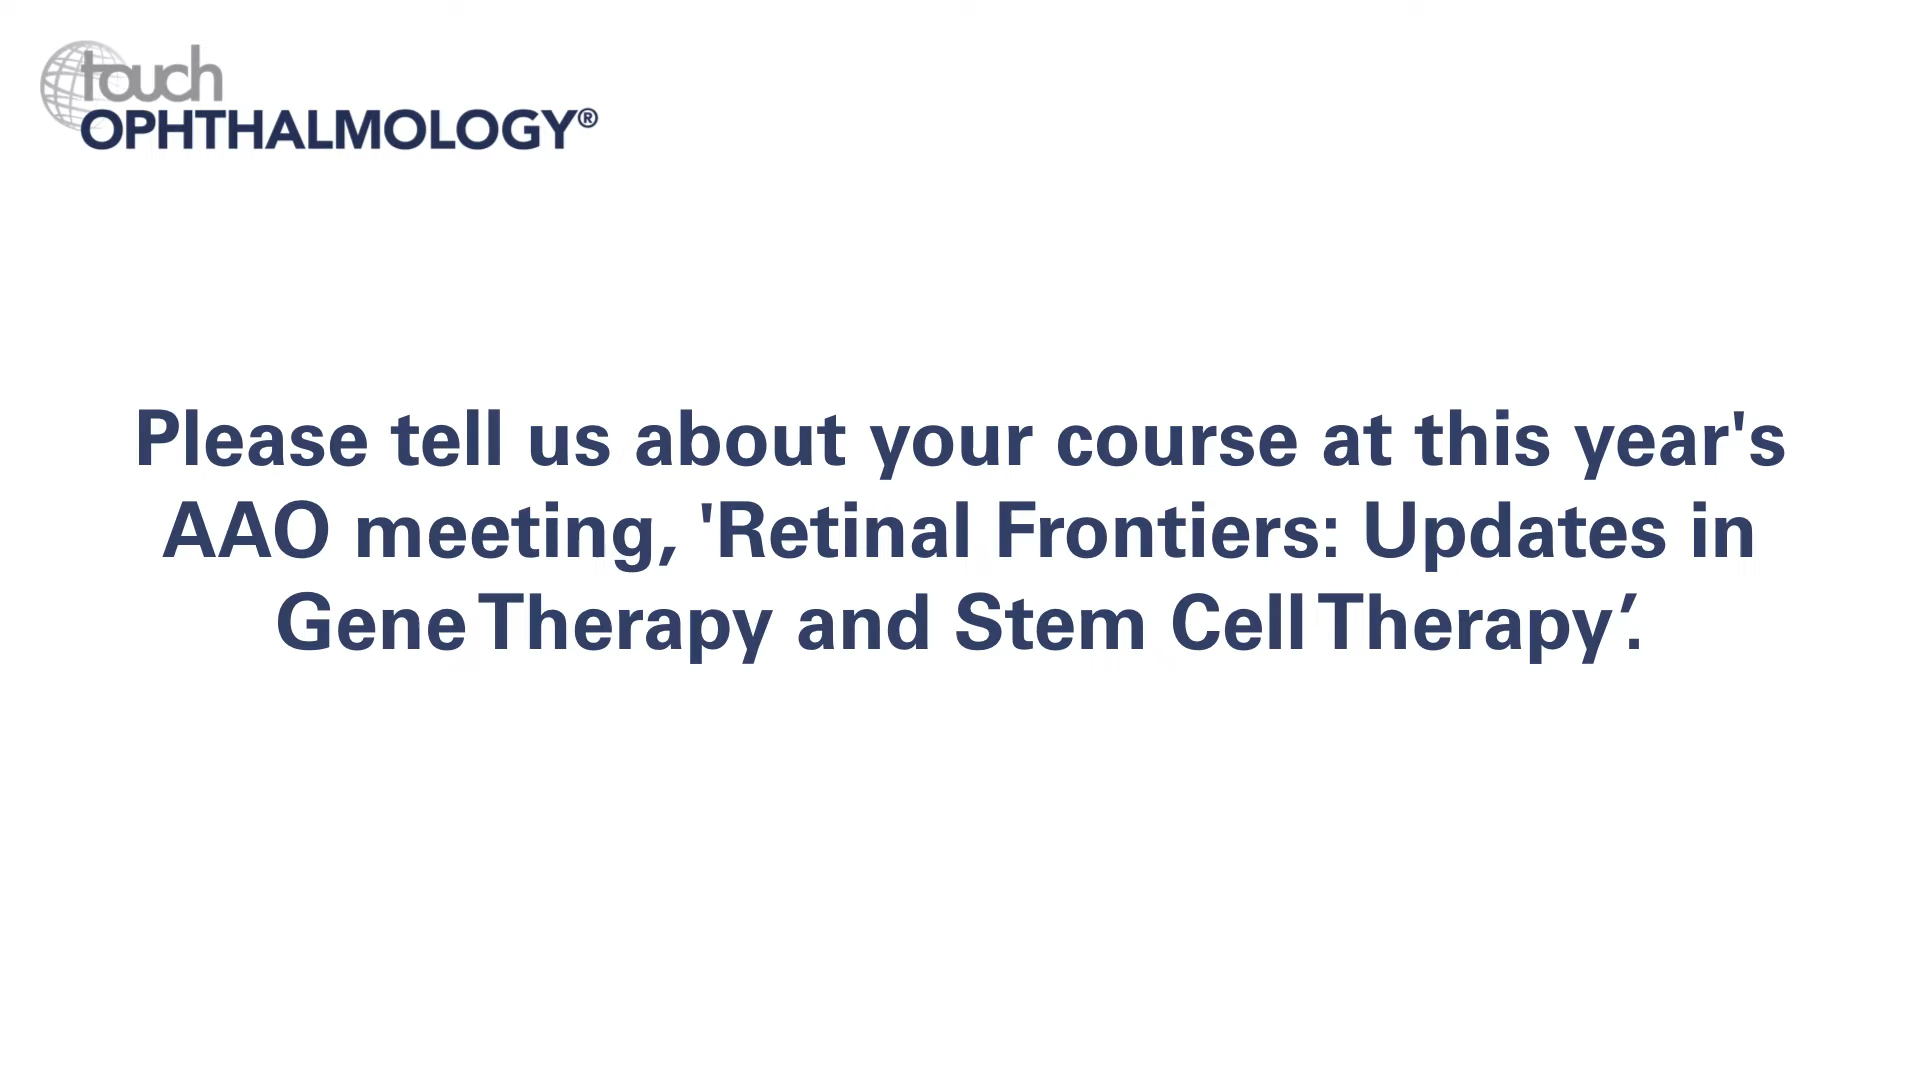 touch
OPHTHALMOLOGY®
Please tell us about your course at this year's
AAO meeting, 'Retinal Frontiers: Updates in
Gene Therapy and Stem Cell Therapy’.